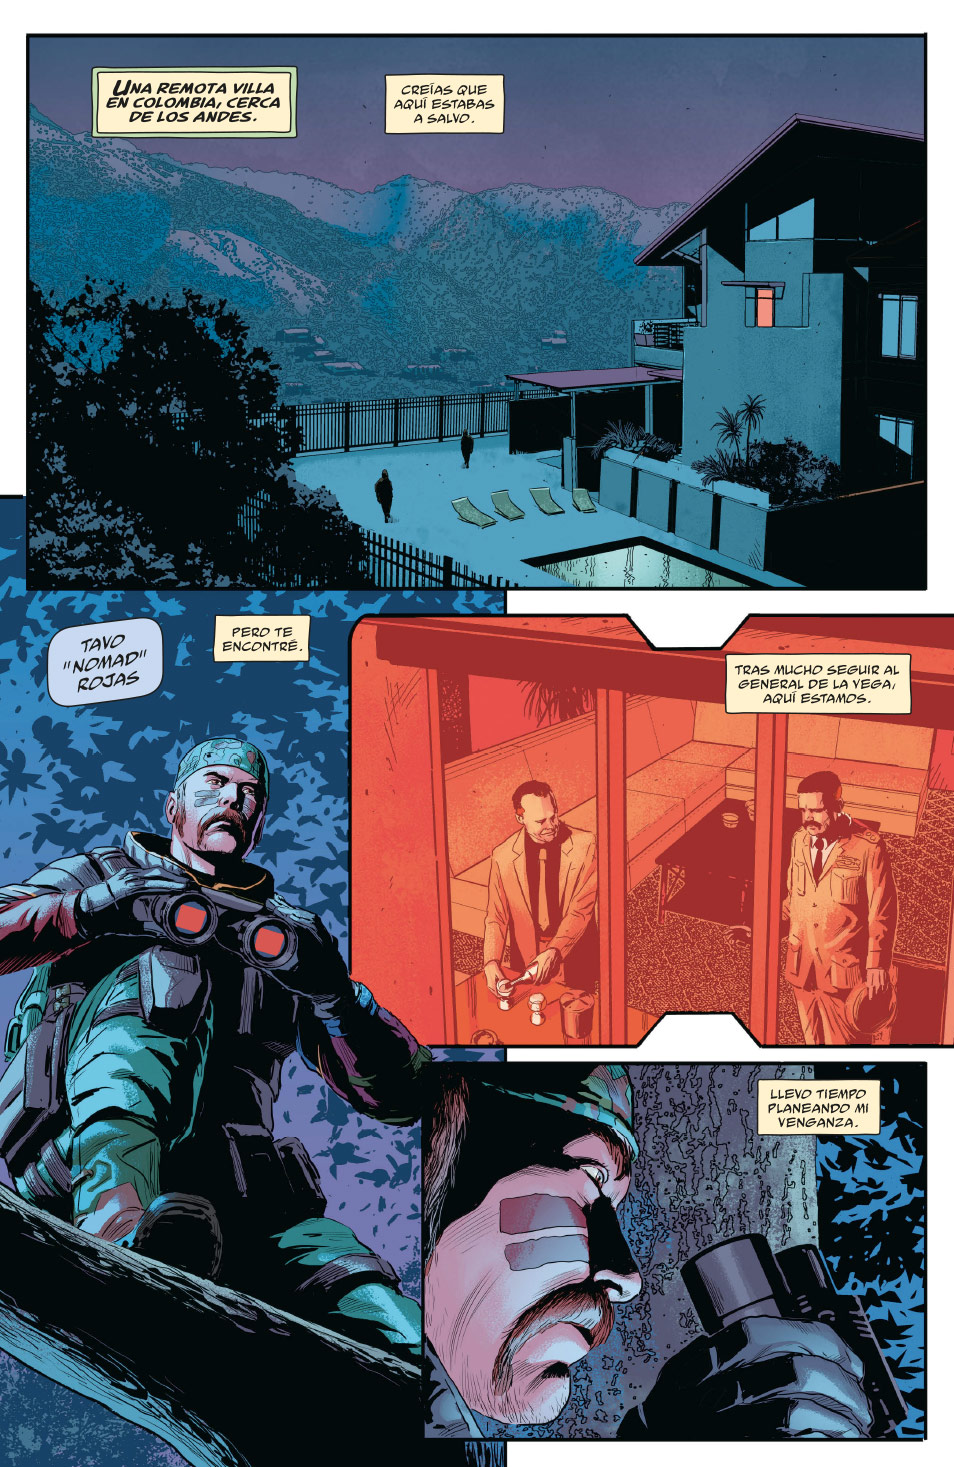 UNA REMOTA VILLA
EN COLOMBIA, CERCA
DE LOS ANDES.
CREÍAS QUE
AQUÍ ESTABAS
A SALVO.
TAVO
"NOMAD"
ROJAS
PERO TE
ENCONTRÉ.
TRAS MUCHO SEGUIR AL
GENERAL DE LA VEGA,
AQUÍ ESTAMOS.
LLEVO TIEMPO
PLANEANDO MI
VENGANZA.